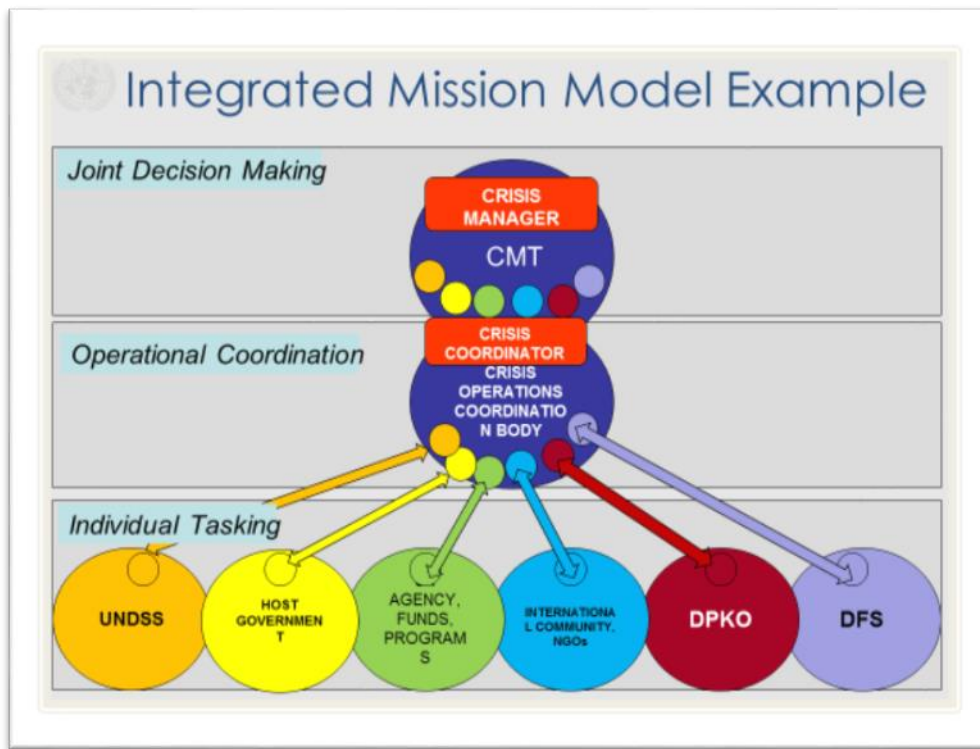 Integrated Mission Model Example
Joint Decision Making
CRISIS
MANAGER
CMT
Operational Coordination
CRISIS
COORDINATOR
CRISIS
OPERATIONS
COORDINATIO
N BODY
Individual Tasking
UNDSS
HOST
GOVERNMEN
T
AGENCY,
FUNDS,
PROGRAM
S
INTERNATIONA
L COMMUNITY,
NGOs
DPKO
DFS